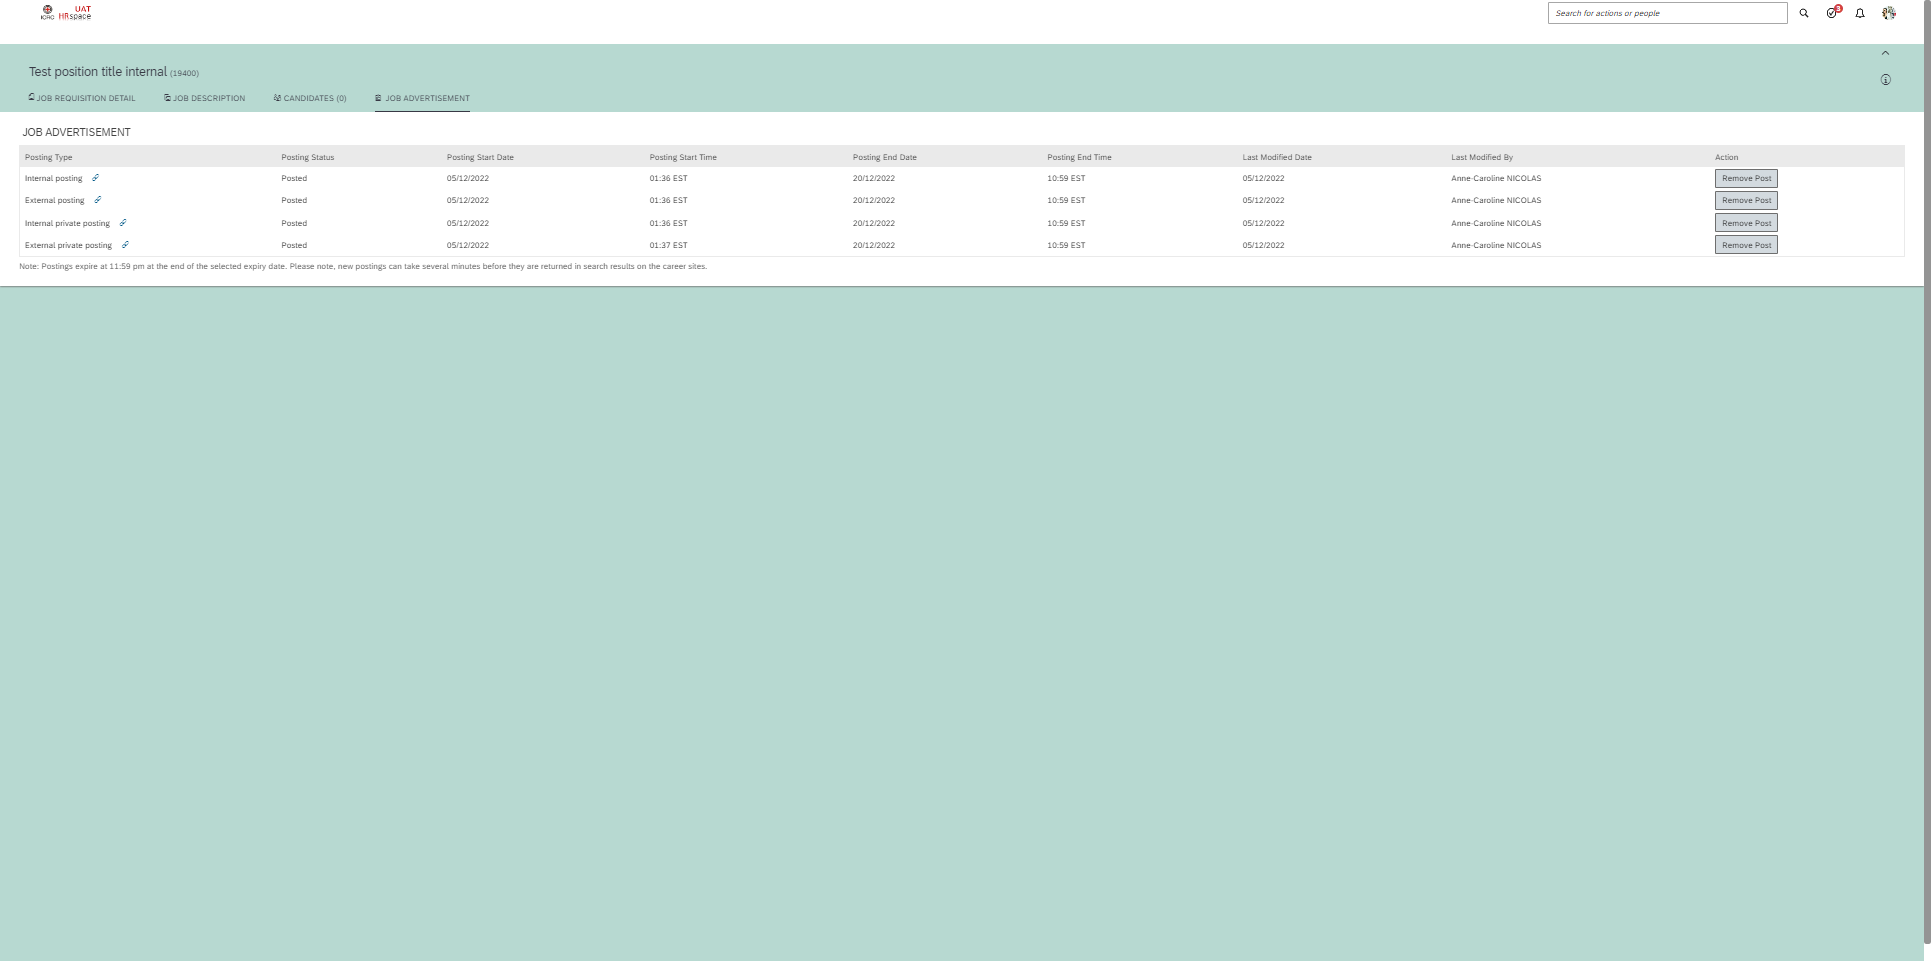 UAT
ICRC HRspace
Search for actions or people
3
Test position title internal (19400)
JOB REQUISITION DETAIL JOB DESCRIPTION CANDIDATES (0) JOB ADVERTISEMENT
JOB ADVERTISEMENT
Posting Type Posting Status Posting Start Date Posting Start Time Posting End Date Posting End Time Last Modified Date Last Modified By Action
Internal posting Posted 05/12/2022 01:36 EST 20/12/2022 10:59 EST 05/12/2022 Anne-Caroline NICOLAS Remove Post
External posting Posted 05/12/2022 01:36 EST 20/12/2022 10:59 EST 05/12/2022 Anne-Caroline NICOLAS Remove Post
Internal private posting Posted 05/12/2022 01:36 EST 20/12/2022 10:59 EST 05/12/2022 Anne-Caroline NICOLAS Remove Post
External private posting Posted 05/12/2022 01:37 EST 20/12/2022 10:59 EST 05/12/2022 Anne-Caroline NICOLAS Remove Post
Note: Postings expire at 11:59 pm at the end of the selected expiry date. Please note, new postings can take several minutes before they are returned in search results on the career sites.